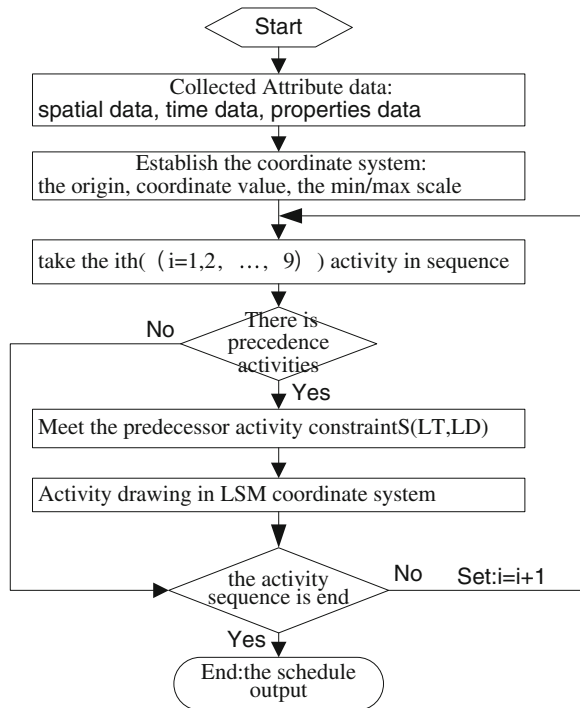 Start
Collected Attribute data:
spatial data, time data, properties data
Establish the coordinate system:
the origin, coordinate value, the min/max scale
take the ith(（i=1,2， …， 9）) activity in sequence
There is
No
precedence
activities
Yes
Meet the predecessor activity constraintS(LT,LD)
Activity drawing in LSM coordinate system
the activity
sequence is end
No
Set:i=i+1
Yes
End:the schedule
output